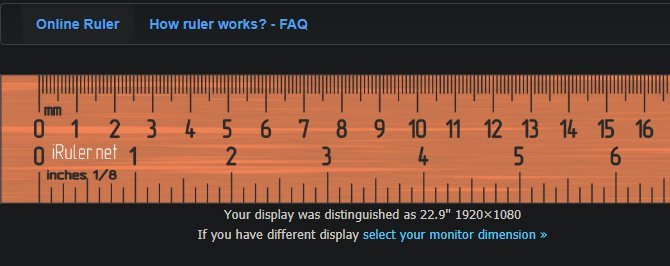 Online Ruler How ruler works? - FAQ
mm
0 1 2 3 4 5 6 7 8 9 10 11 12 13 14 15 16
0 iRuler.net 1 2 3 4 5 6
inches 1/8
Your display was distinguished as 22.9" 1920×1080
If you have different display select your monitor dimension »